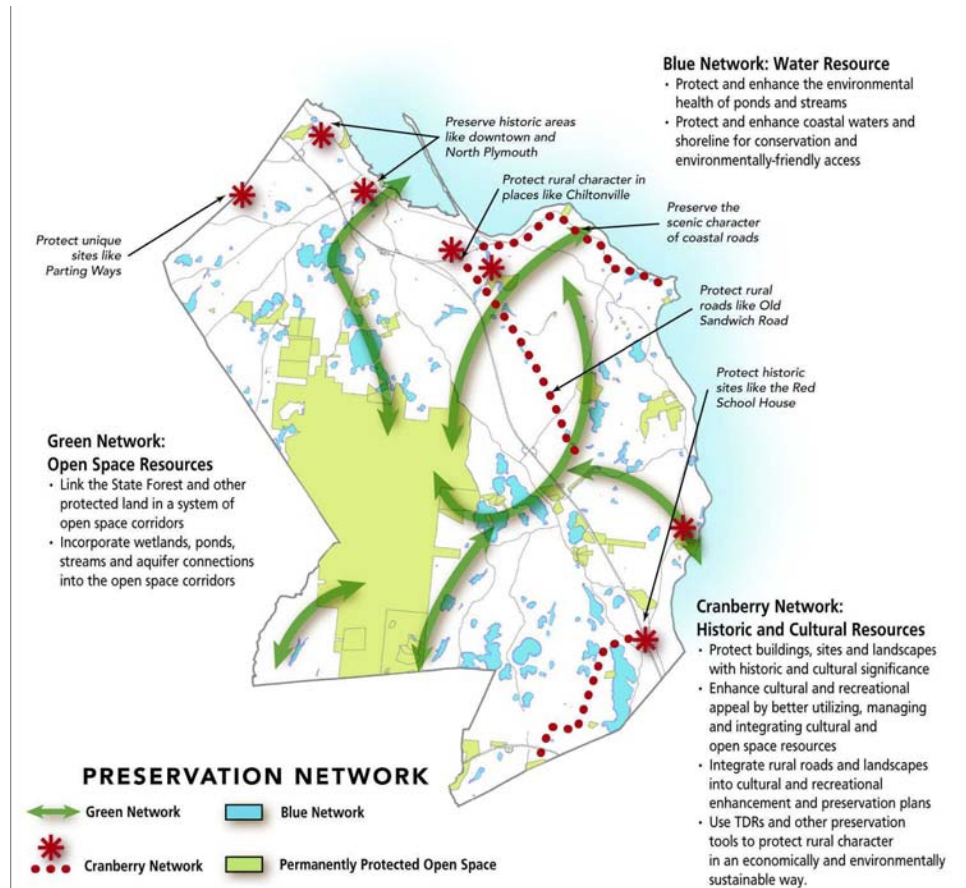 Blue Network: Water Resource
• Protect and enhance the environmental
health of ponds and streams
• Protect and enhance coastal waters and
shoreline for conservation and
environmentally-friendly access
Preserve historic areas
like downtown and
North Plymouth
Protect rural character in
places like Chiltonville
Preserve the
scenic character
of coastal roads
Protect unique
sites like
Parting Ways
Protect rural
roads like Old
Sandwich Road
Protect historic
sites like the Red
School House
Green Network:
Open Space Resources
• Link the State Forest and other
protected land in a system of
open space corridors
• Incorporate wetlands, ponds,
streams and aquifer connections
into the open space corridors
Cranberry Network:
Historic and Cultural Resources
• Protect buildings, sites and landscapes
with historic and cultural significance
• Enhance cultural and recreational
appeal by better utilizing, managing
and integrating cultural and
open space resources
• Integrate rural roads and landscapes
into cultural and recreational
enhancement and preservation plans
• Use TDRs and other preservation
tools to protect rural character
in an economically and environmentally
sustainable way.
PRESERVATION NETWORK
Green Network
Blue Network
Cranberry Network
Permanently Protected Open Space